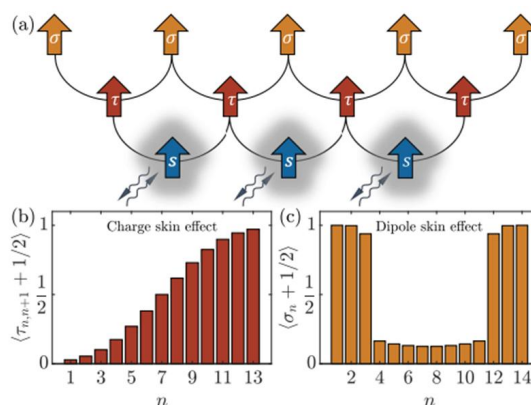 (a)
σ σ σ σ σ
τ τ τ τ
s s s
(b) Charge skin effect
⟨τn,n+1 + 1/2⟩
1
1/2
0
1 3 5 7 9 11 13
n
(c) Dipole skin effect
⟨σn + 1/2⟩
1
1/2
0
2 4 6 8 10 12 14
n